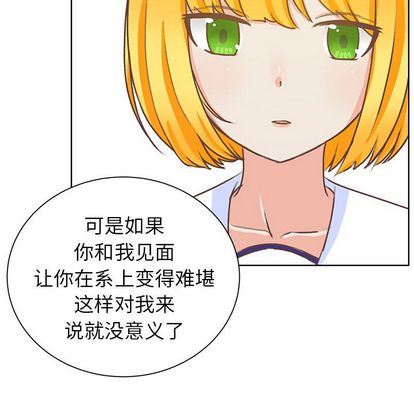 可是如果
你和我见面
让你在系上变得难堪
这样对我来
说就没意义了